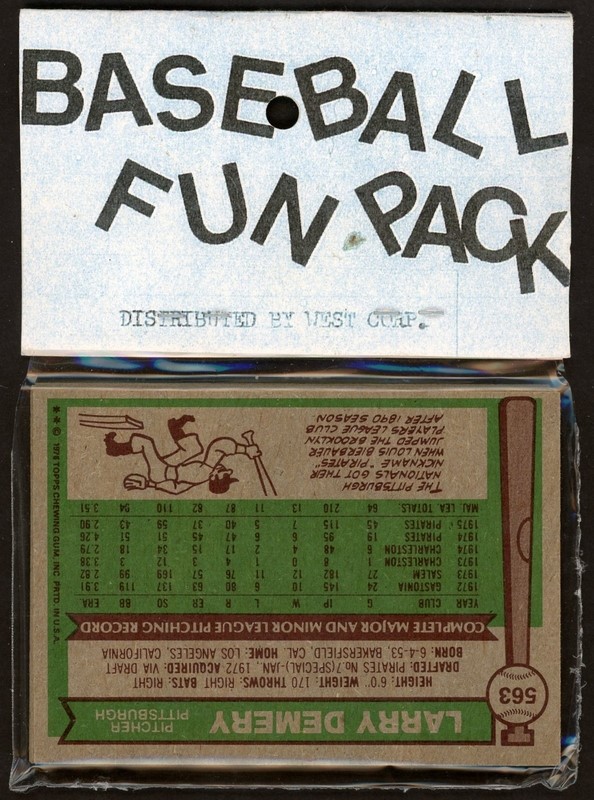 BASEBALL
FUN PACK
DISTRIBUTED BY WEST CORP.
563
LARRY DEMERY
PITCHER
PITTSBURGH
HEIGHT: 6'0" WEIGHT: 170 THROWS: RIGHT BATS: RIGHT
DRAFTED: PIRATES #7(SPECIAL)-JAN., 1972 ACQUIRED: VIA DRAFT
BORN: 6-4-53, BAKERSFIELD, CAL. HOME: LOS ANGELES, CALIFORNIA
COMPLETE MAJOR AND MINOR LEAGUE PITCHING RECORD
YEAR CLUB G IP W L R ER SO BB ERA
1972 GASTONIA 24 145 6 6 80 63 137 119 3.91
1973 SALEM 27 182 12 11 76 57 169 99 2.82
1973 CHARLESTON 1 8 0 1 4 3 12 3 3.38
1974 CHARLESTON 6 48 4 2 17 15 34 18 2.79
1974 PIRATES 19 95 6 6 47 45 51 51 4.26
1975 PIRATES 45 115 7 5 40 37 59 43 2.90
MAJ. LEA. TOTALS 64 210 13 11 87 82 110 94 3.51
THE PITTSBURGH
NATIONALS GOT THEIR
NICKNAME "PIRATES"
WHEN LOUIS BIERBAUER
JUMPED THE BROOKLYN
PLAYERS LEAGUE CLUB
AFTER 1890 SEASON
** © 1976 TOPPS CHEWING GUM, INC. PRTD. IN U.S.A.